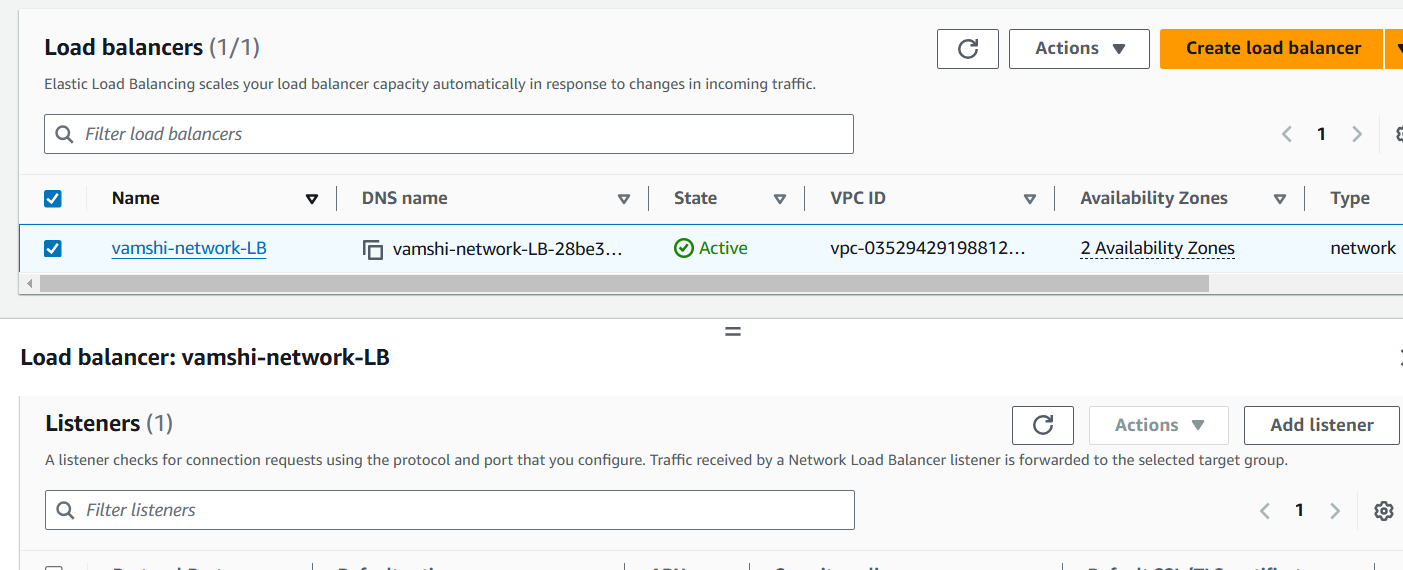 Load balancers (1/1)
Actions
Create load balancer
Elastic Load Balancing scales your load balancer capacity automatically in response to changes in incoming traffic.
Filter load balancers
1
Name DNS name State VPC ID Availability Zones Type
vamshi-network-LB vamshi-network-LB-28be3... Active vpc-03529429198812... 2 Availability Zones network
Load balancer: vamshi-network-LB
Listeners (1)
Actions
Add listener
A listener checks for connection requests using the protocol and port that you configure. Traffic received by a Network Load Balancer listener is forwarded to the selected target group.
Filter listeners
1